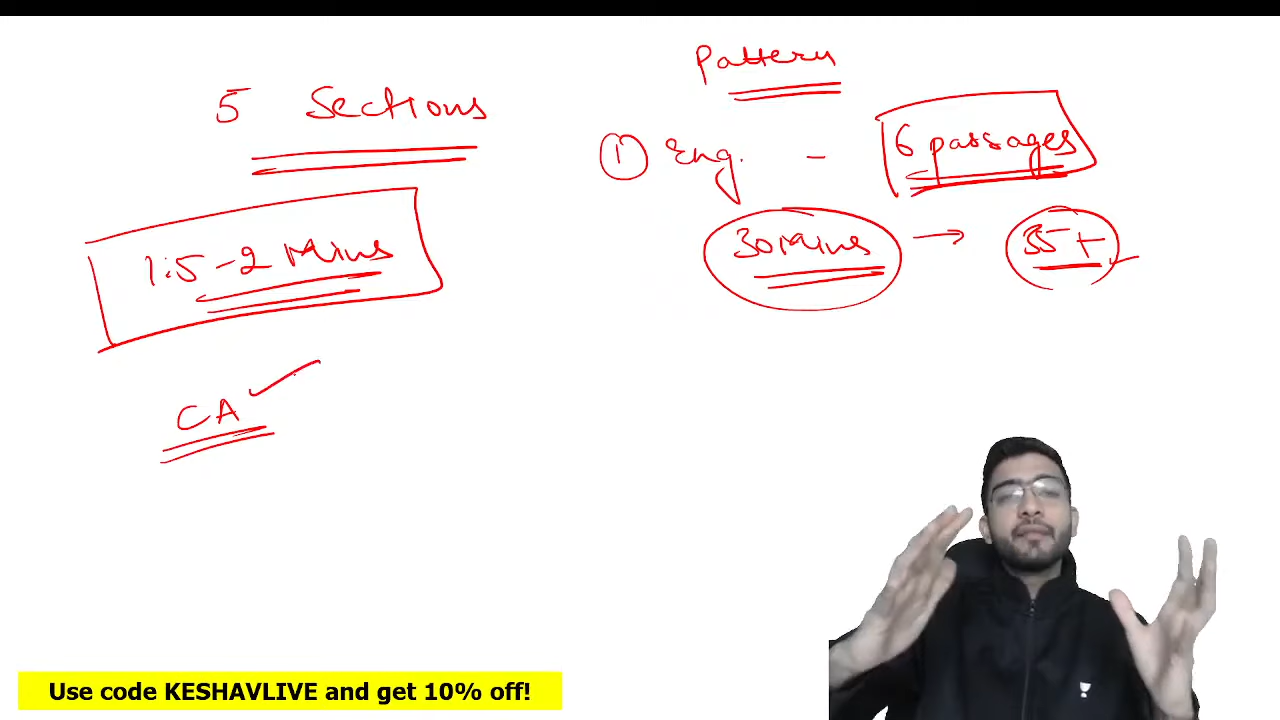 5 Sections
1.5-2 Mins
CA
Pattern
① Eng. - 6 passages
30 Mins → 35+
Use code KESHAVLIVE and get 10% off!